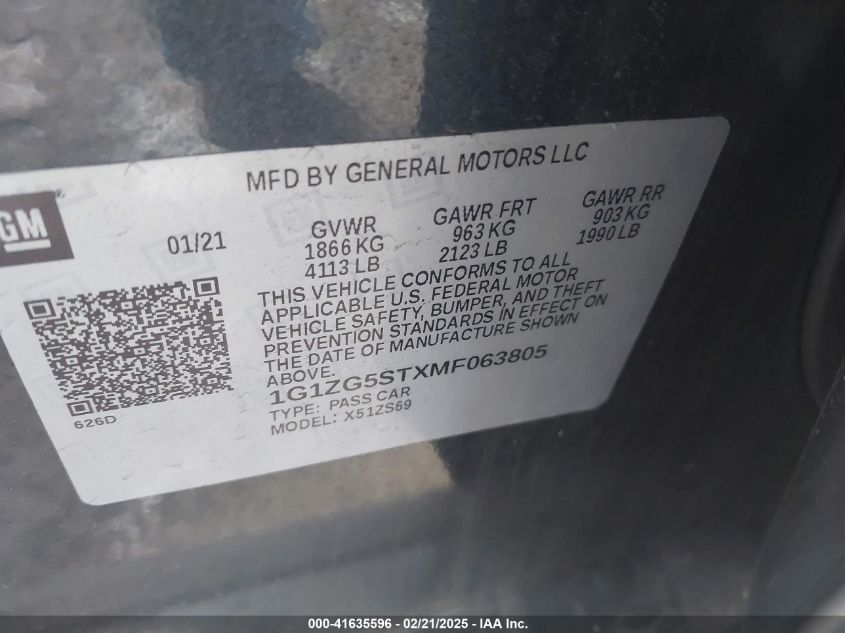 MFD BY GENERAL MOTORS LLC
GM
01/21
GVWR
1866 KG
4113 LB
GAWR FRT
963 KG
2123 LB
GAWR RR
903 KG
1990 LB
THIS VEHICLE CONFORMS TO ALL
APPLICABLE U.S. FEDERAL MOTOR
VEHICLE SAFETY, BUMPER, AND THEFT
PREVENTION STANDARDS IN EFFECT ON
THE DATE OF MANUFACTURE SHOWN
ABOVE.
1G1ZG5STXMF063805
TYPE: PASS CAR
MODEL: X51ZS69
626D
000-41635596 - 02/21/2025 - IAA Inc.